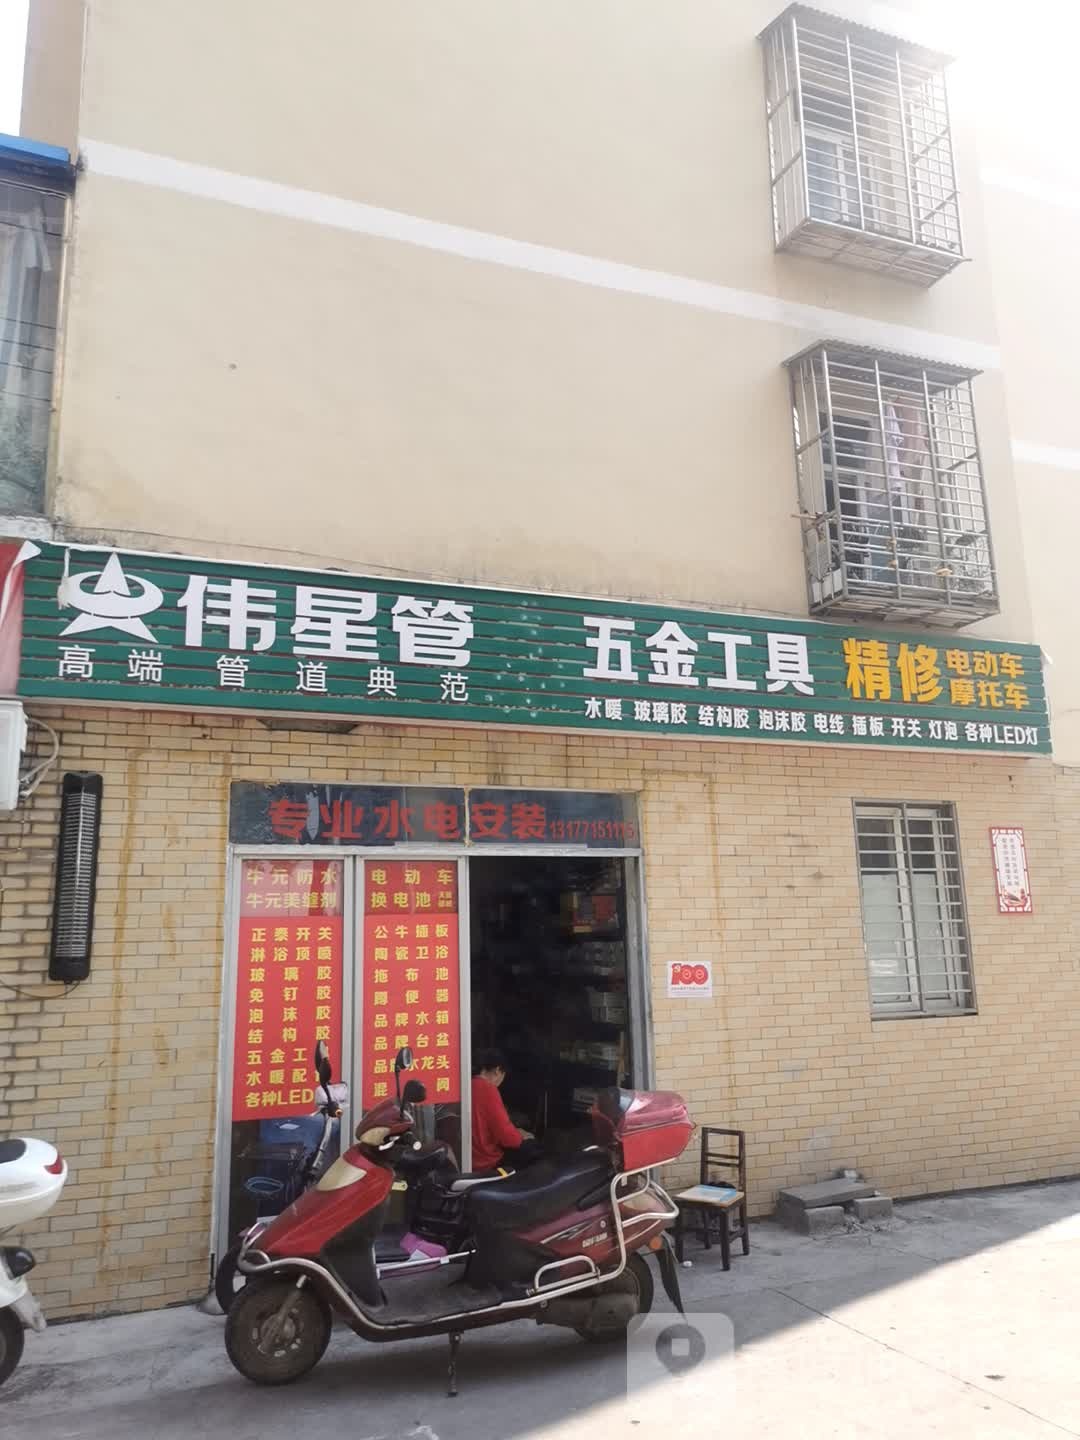 伟星管
高端 管道典范
五金工具
精修 电动车 摩托车
水暖 玻璃胶 结构胶 泡沫胶 电线 插板 开关 灯泡 各种LED灯
专业水电安装
牛元防水
牛元美缝剂
正泰开关
淋浴顶喷
玻璃胶
免钉胶
泡沫胶
结构胶
五金工
水暖配
各种LED
电动车
换电池
公牛插板
陶瓷卫浴
拖布池
蹲便器
品牌水箱
品牌台盆
品牌水龙头
混 阀
100